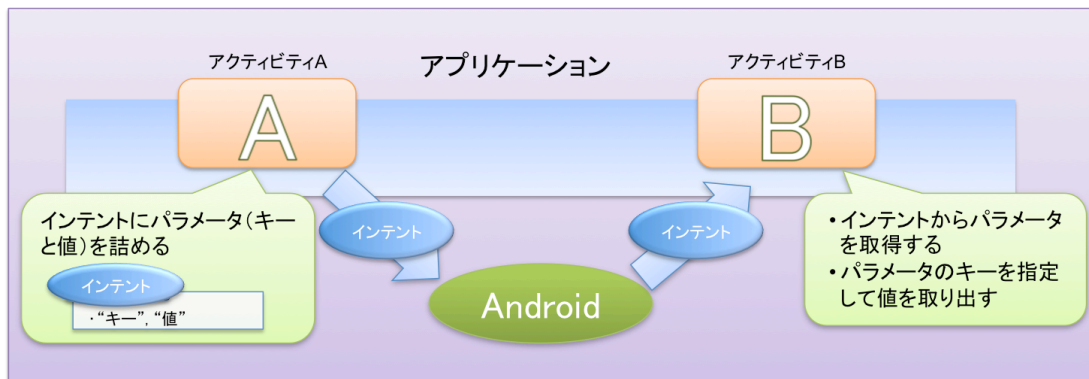 アクティビティA
アプリケーション
アクティビティB
A
B
インテントにパラメータ（キー
と値）を詰める
インテント
・“キー”, “値”
インテント
インテント
Android
・インテントからパラメータ
を取得する
・パラメータのキーを指定
して値を取り出す